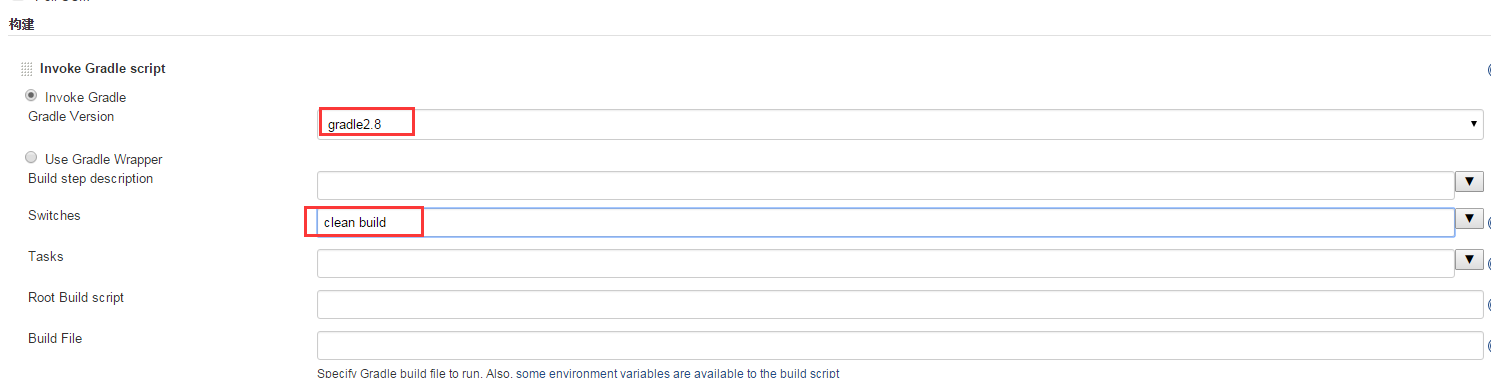 构建
Invoke Gradle script
Invoke Gradle
Gradle Version
gradle2.8
Use Gradle Wrapper
Build step description
Switches
clean build
Tasks
Root Build script
Build File
Specify Gradle build file to run. Also, some environment variables are available to the build script